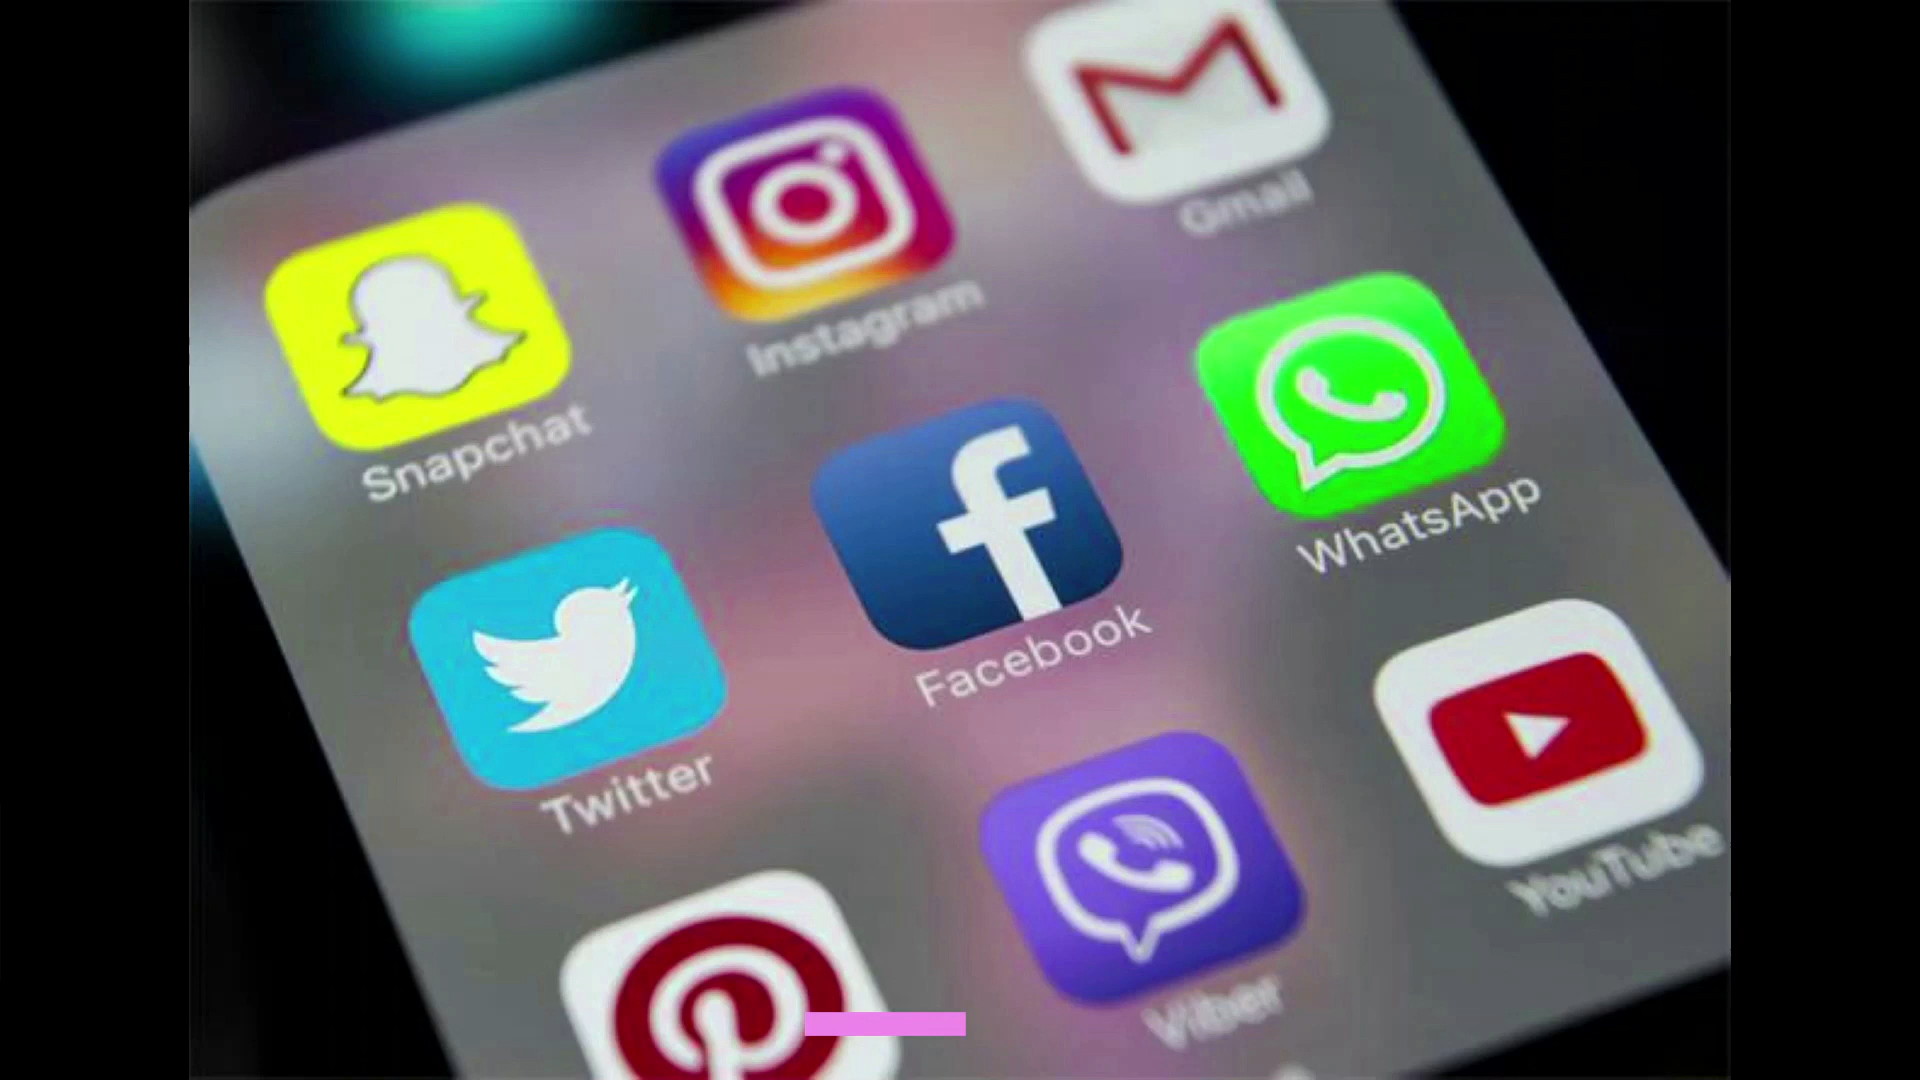 Gmail
Instagram
Snapchat
WhatsApp
Facebook
Twitter
YouTube
Viber